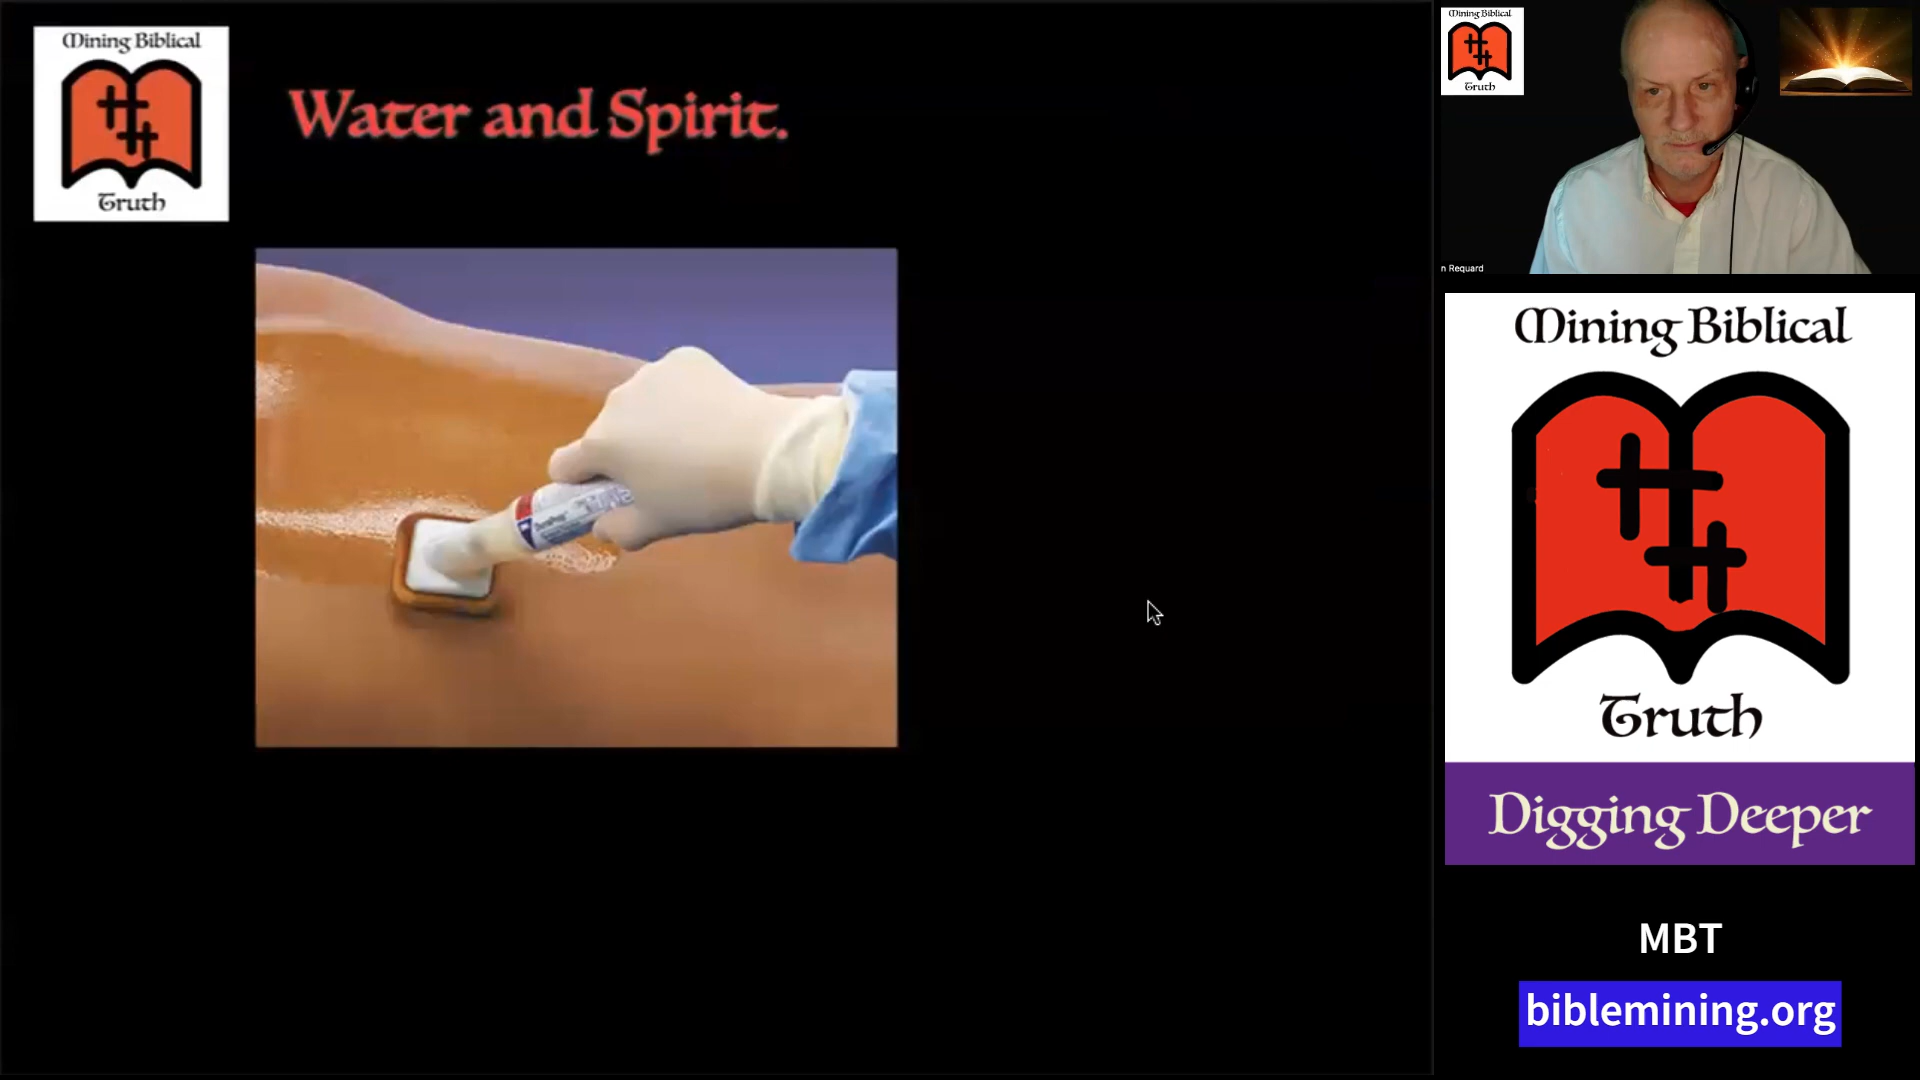 Mining Biblical
Truth
Water and Spirit.
Mining Biblical
Truth
n Requard
Mining Biblical
Truth
Digging Deeper
MBT
biblemining.org